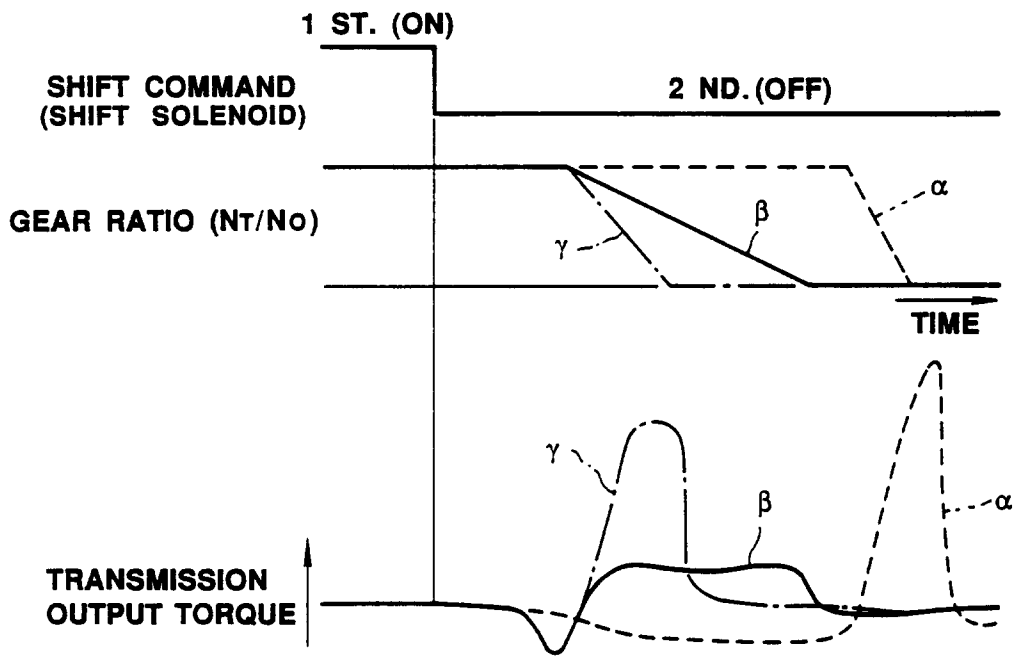 1 ST. (ON)
SHIFT COMMAND
(SHIFT SOLENOID)
2 ND. (OFF)
GEAR RATIO (NT/NO)
α
β
γ
TIME
γ
β
α
TRANSMISSION
OUTPUT TORQUE